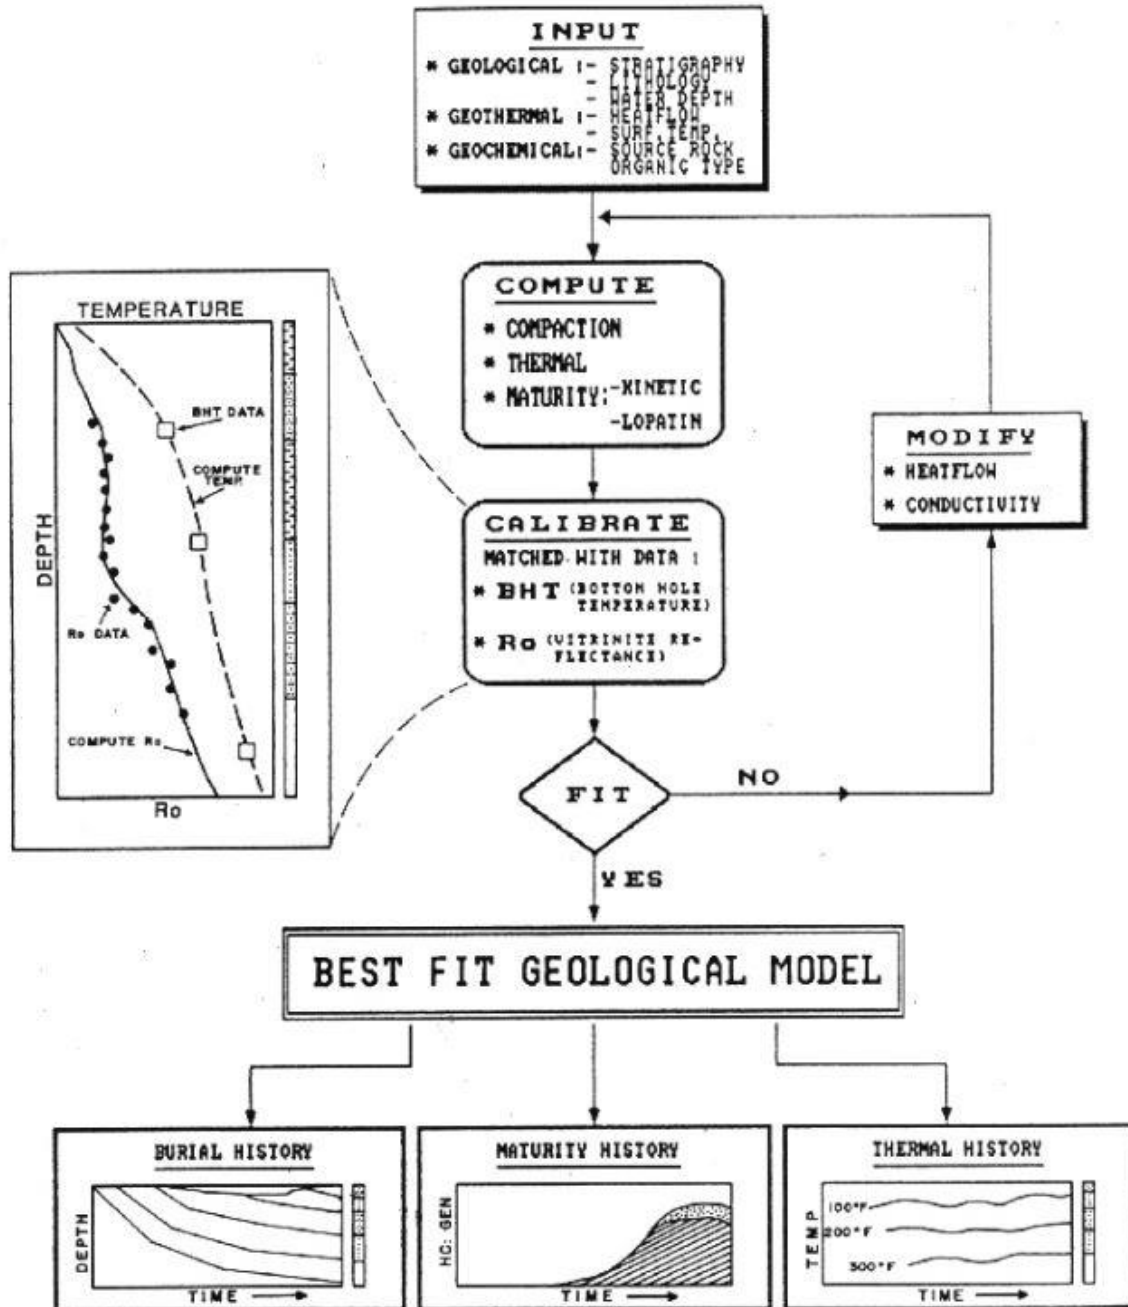 INPUT
* GEOLOGICAL :- STRATIGRAPHY
- LITHOLOGY
- WATER DEPTH
* GEOTHERMAL :- HEATFLOW
- SURF.TEMP.
* GEOCHEMICAL:- SOURCE ROCK
ORGANIC TYPE
COMPUTE
* COMPACTION
* THERMAL
* MATURITY:-KINETIC
-LOPATIN
MODIFY
* HEATFLOW
* CONDUCTIVITY
CALIBRATE
MATCHED WITH DATA :
* BHT (BOTTOM HOLE
TEMPERATURE)
* Ro (VITRINITE RE-
FLECTANCE)
TEMPERATURE
BHT DATA
COMPUTE
TEMP.
DEPTH
Ro DATA
COMPUTE Ro
Ro
FIT
NO
YES
BEST FIT GEOLOGICAL MODEL
BURIAL HISTORY
DEPTH
TIME
MATURITY HISTORY
HC: GEN
TIME
THERMAL HISTORY
TEMP
100°F
200°F
300°F
TIME